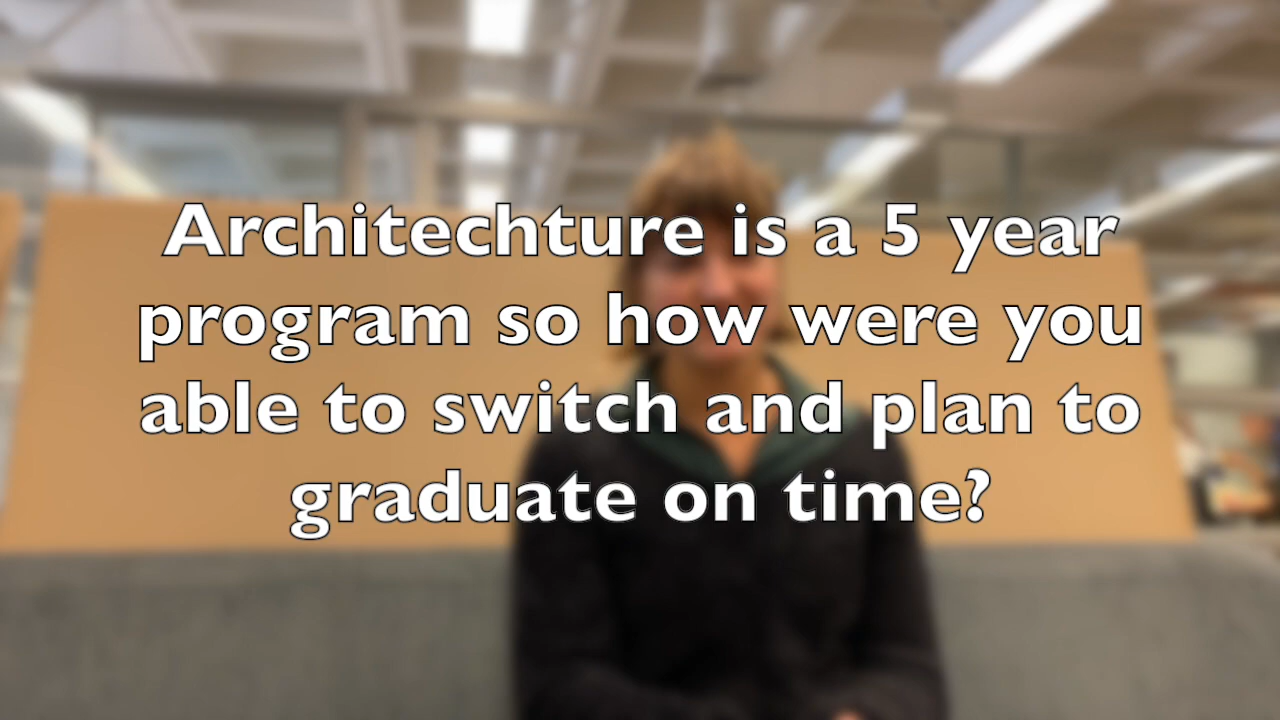 Architechture is a 5 year
program so how were you
able to switch and plan to
graduate on time?